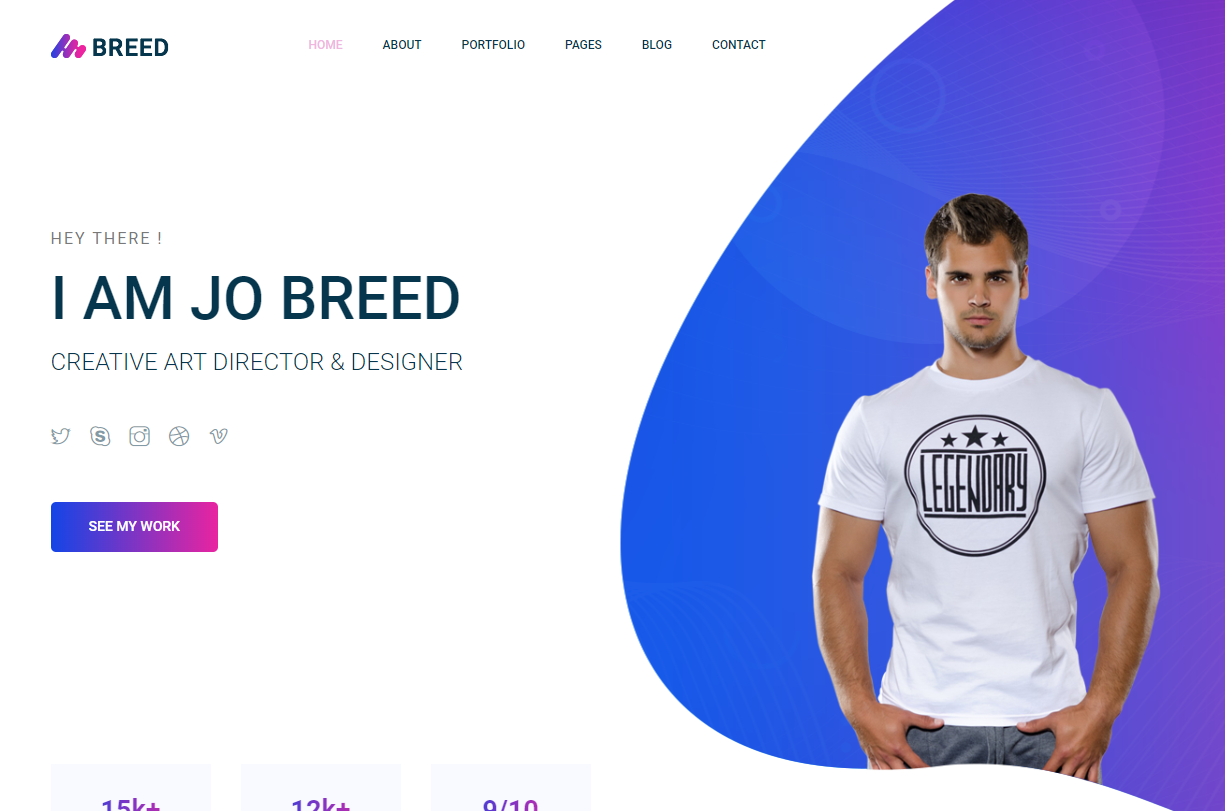 BREED
HOME ABOUT PORTFOLIO PAGES BLOG CONTACT
HEY THERE !
I AM JO BREED
CREATIVE ART DIRECTOR & DESIGNER
SEE MY WORK
LEGENDARY
15k+ 12k+ 9/10